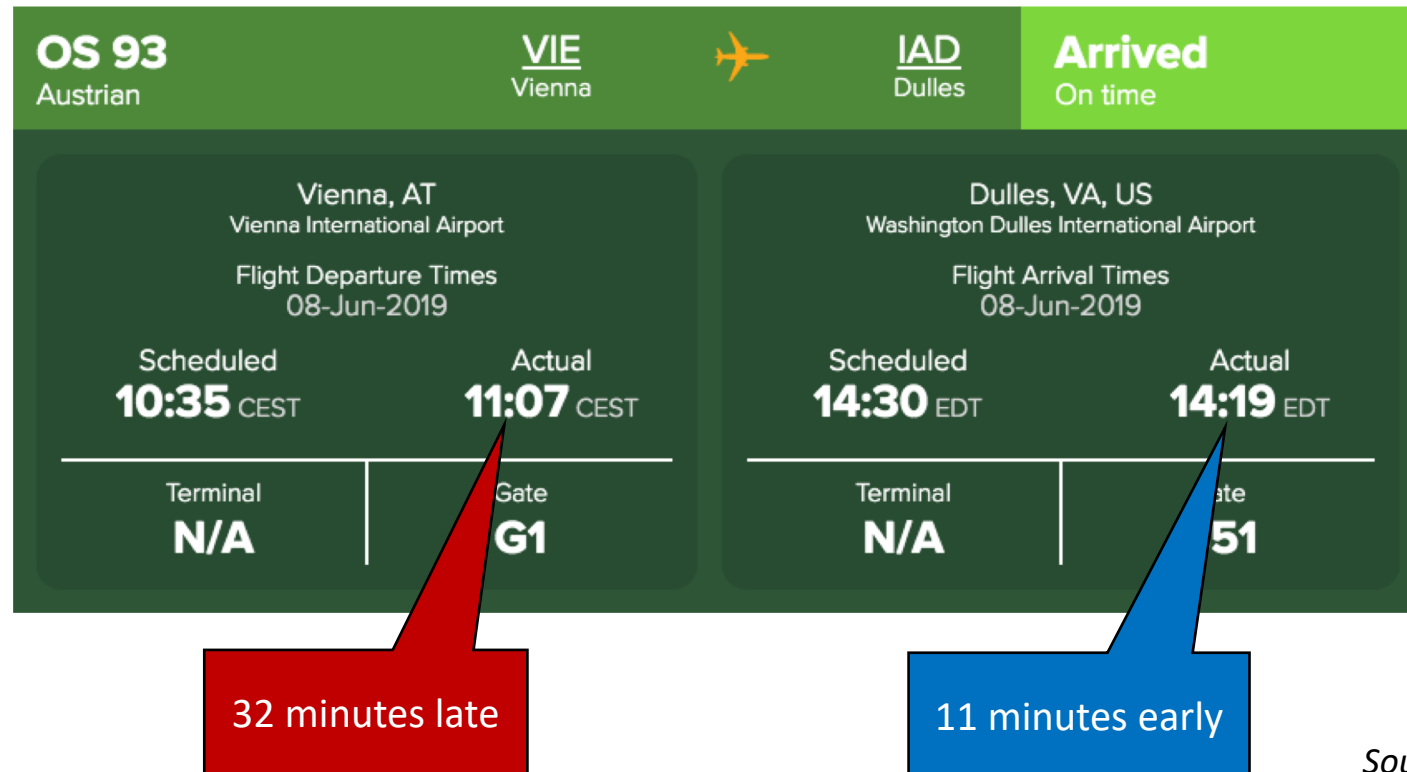 OS 93
Austrian
VIE
Vienna
IAD
Dulles
Arrived
On time
Vienna, AT
Vienna International Airport
Flight Departure Times
08-Jun-2019
Scheduled
10:35 CEST
Actual
11:07 CEST
Terminal
N/A
Gate
G1
Dulles, VA, US
Washington Dulles International Airport
Flight Arrival Times
08-Jun-2019
Scheduled
14:30 EDT
Actual
14:19 EDT
Terminal
N/A
51
32 minutes late
11 minutes early